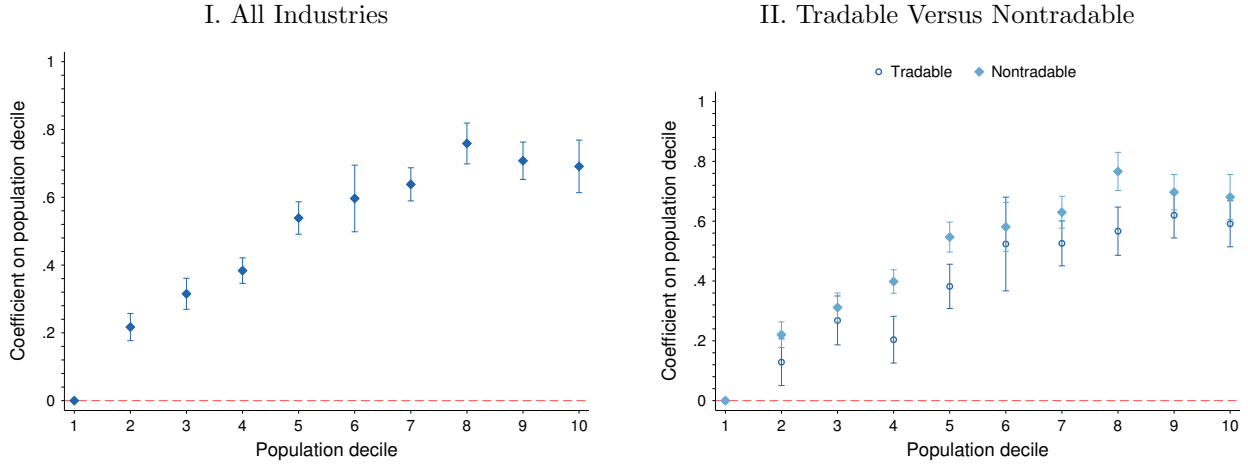 I. All Industries
Coefficient on population decile
1
.8
.6
.4
.2
0
1 2 3 4 5 6 7 8 9 10
Population decile
II. Tradable Versus Nontradable
Tradable Nontradable
Coefficient on population decile
1
.8
.6
.4
.2
0
1 2 3 4 5 6 7 8 9 10
Population decile